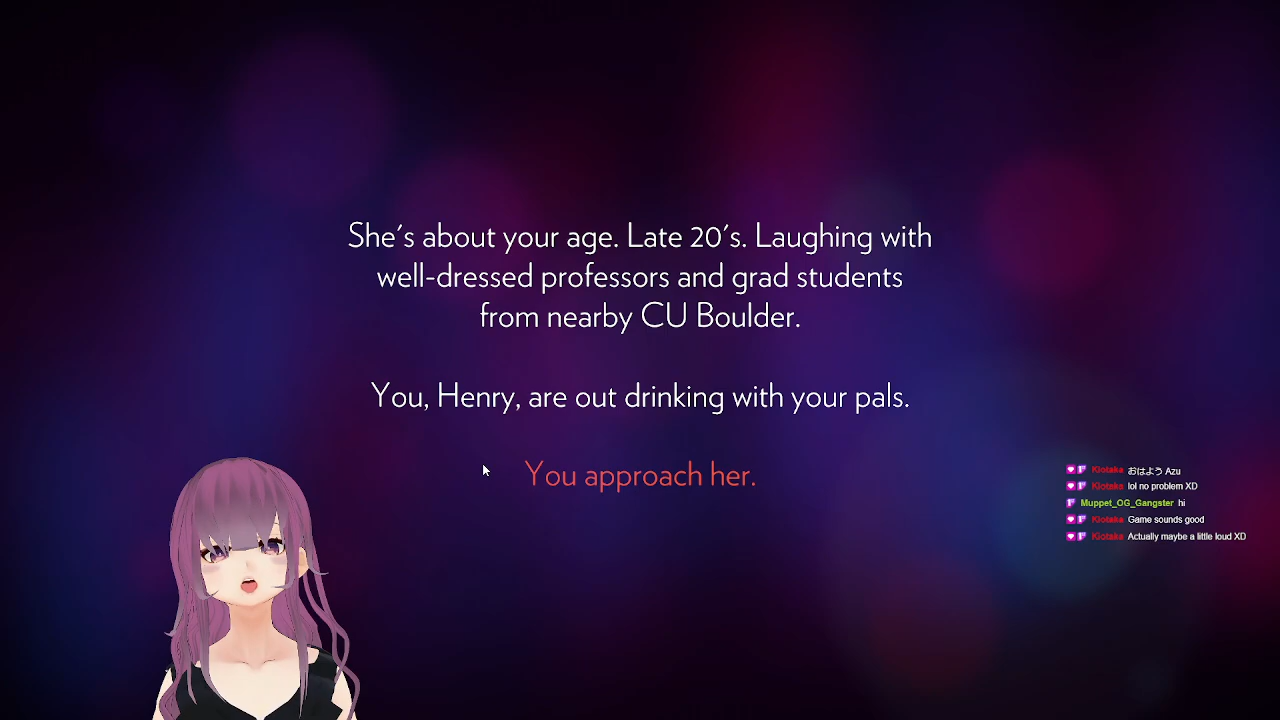 She's about your age. Late 20's. Laughing with
well-dressed professors and grad students
from nearby CU Boulder.
You, Henry, are out drinking with your pals.
You approach her.
Kiotaka おはよう Azu
Kiotaka lol no problem XD
Muppet_OG_Gangster hi
Kiotaka Game sounds good
Kiotaka Actually maybe a little loud XD